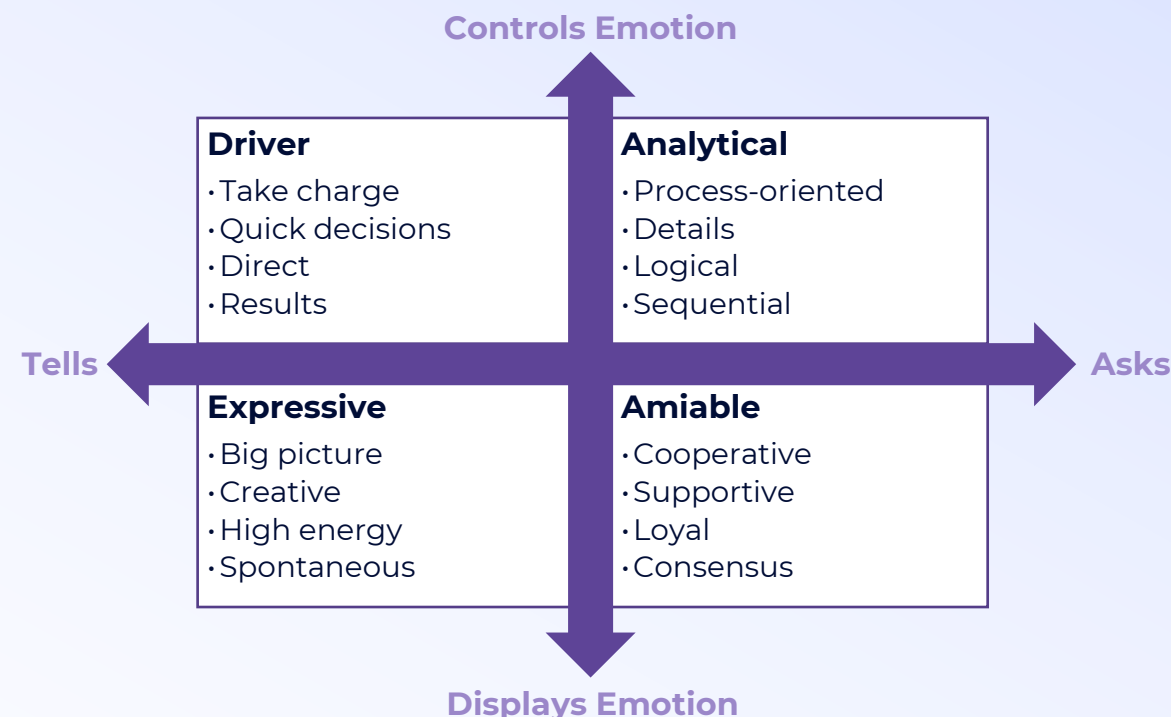 Controls Emotion
Driver
·Take charge
·Quick decisions
·Direct
·Results
Analytical
·Process-oriented
·Details
·Logical
·Sequential
Tells
Asks
Expressive
·Big picture
·Creative
·High energy
·Spontaneous
Amiable
·Cooperative
·Supportive
·Loyal
·Consensus
Displays Emotion